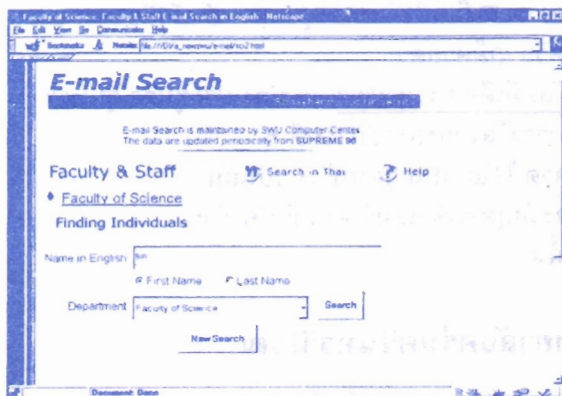 Faculty of Science, Faculty & Staff E-mail Search in English - Netscape
File Edit View Go Communicator Help
Bookmarks Netsite:
E-mail Search
E-mail Search is maintained by SWU Computer Center
The data are updated periodically from SUPREME 98
Faculty & Staff Search in Thai ? Help
Faculty of Science
Finding Individuals
Name in English
First Name Last Name
Department Faculty of Science Search
New Search
Document: Done